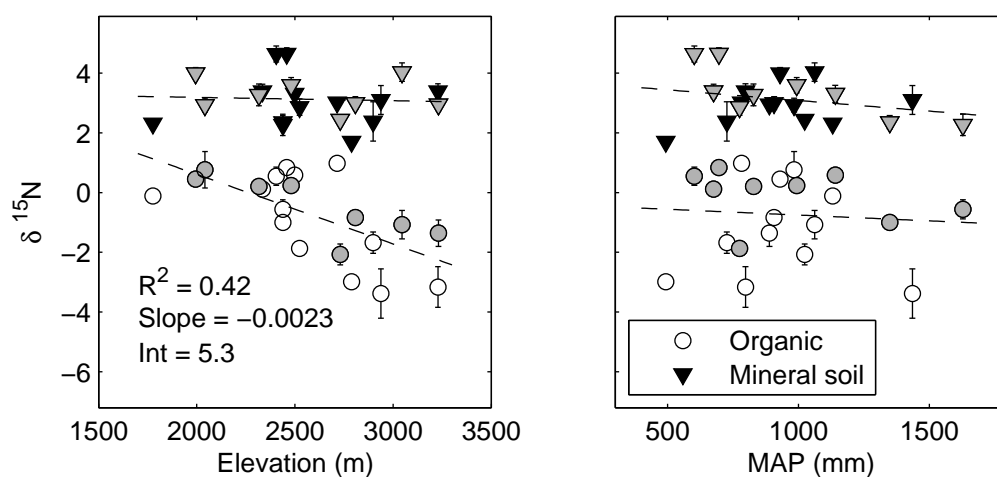 δ ¹⁵N
4
2
0
−2
−4
−6
R² = 0.42
Slope = −0.0023
Int = 5.3
1500 2000 2500 3000 3500
Elevation (m)
Organic
Mineral soil
500 1000 1500
MAP (mm)